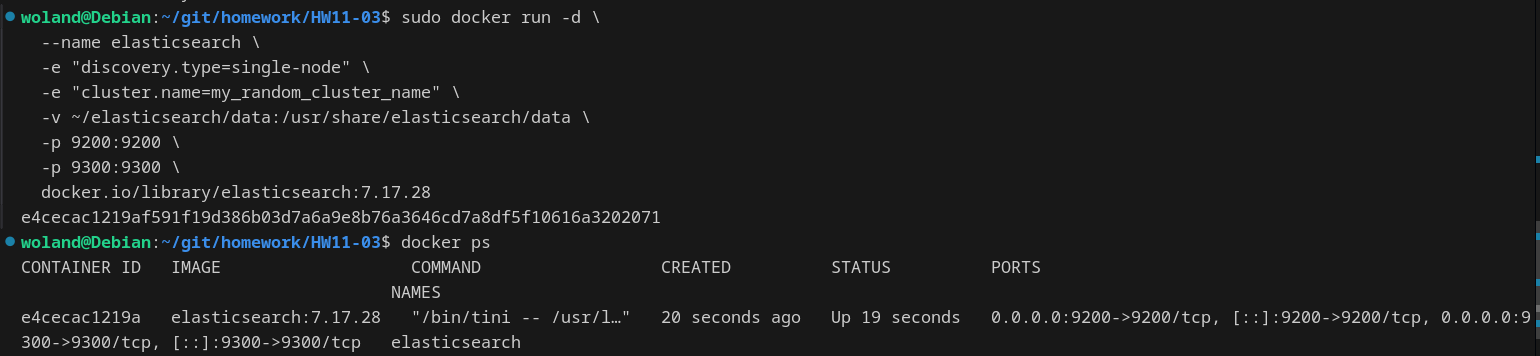 woland@Debian:~/git/homework/HW11-03$ sudo docker run -d \
  --name elasticsearch \
  -e "discovery.type=single-node" \
  -e "cluster.name=my_random_cluster_name" \
  -v ~/elasticsearch/data:/usr/share/elasticsearch/data \
  -p 9200:9200 \
  -p 9300:9300 \
  docker.io/library/elasticsearch:7.17.28
e4cecac1219af591f19d386b03d7a6a9e8b76a3646cd7a8df5f10616a3202071
woland@Debian:~/git/homework/HW11-03$ docker ps
CONTAINER ID   IMAGE                   COMMAND                  CREATED          STATUS          PORTS
                                     NAMES
e4cecac1219a   elasticsearch:7.17.28   "/bin/tini -- /usr/l…"   20 seconds ago   Up 19 seconds   0.0.0.0:9200->9200/tcp, [::]:9200->9200/tcp, 0.0.0.0:9
300->9300/tcp, [::]:9300->9300/tcp   elasticsearch